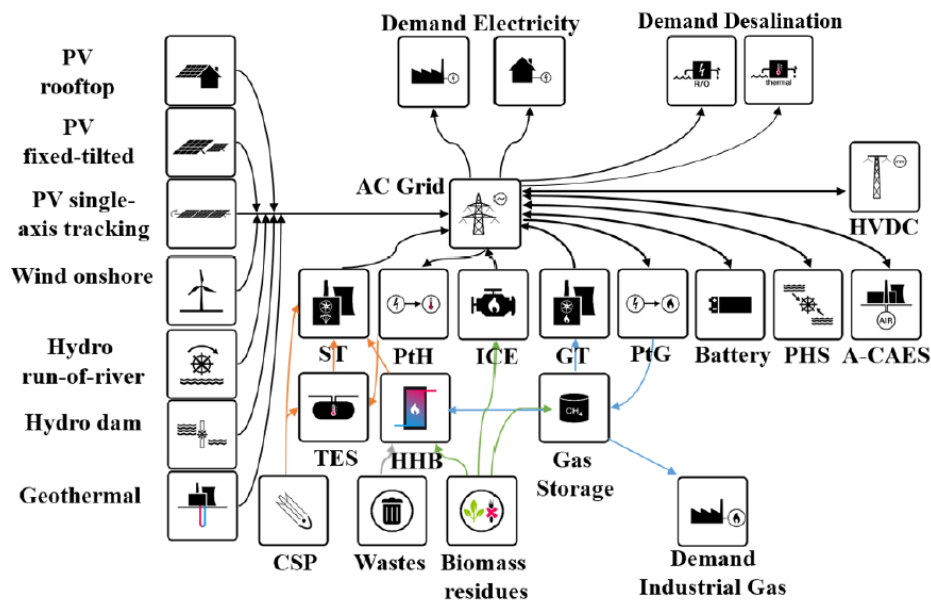 Demand Electricity
Demand Desalination
PV
rooftop
R/O
thermal
PV
fixed-tilted
AC Grid
PV single-
axis tracking
HVDC
Wind onshore
AIR
ST
PtH
ICE
GT
PtG
Battery
PHS
A-CAES
Hydro
run-of-river
CH4
Hydro dam
TES
HHB
Gas
Storage
Geothermal
CSP
Wastes
Biomass
residues
Demand
Industrial Gas